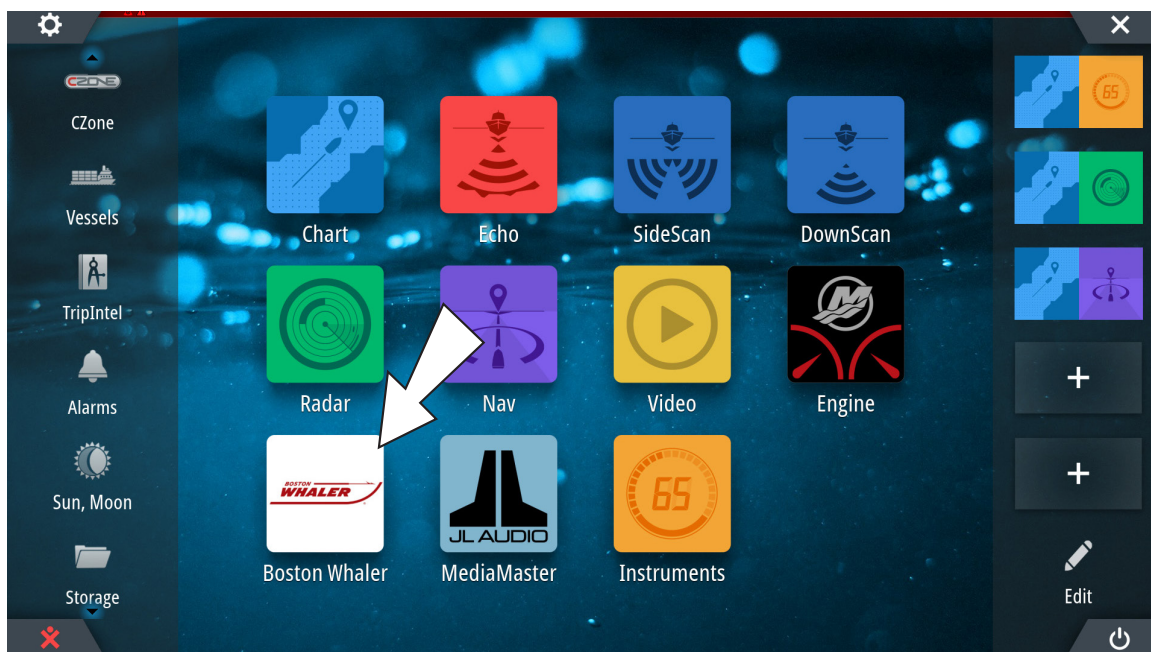 CZONE
CZone
Vessels
TripIntel
Alarms
Sun, Moon
Storage
Chart
Echo
SideScan
DownScan
Radar
Nav
Video
M
Engine
BOSTON
WHALER
Boston Whaler
JL AUDIO
MediaMaster
65
Instruments
65
+
+
Edit